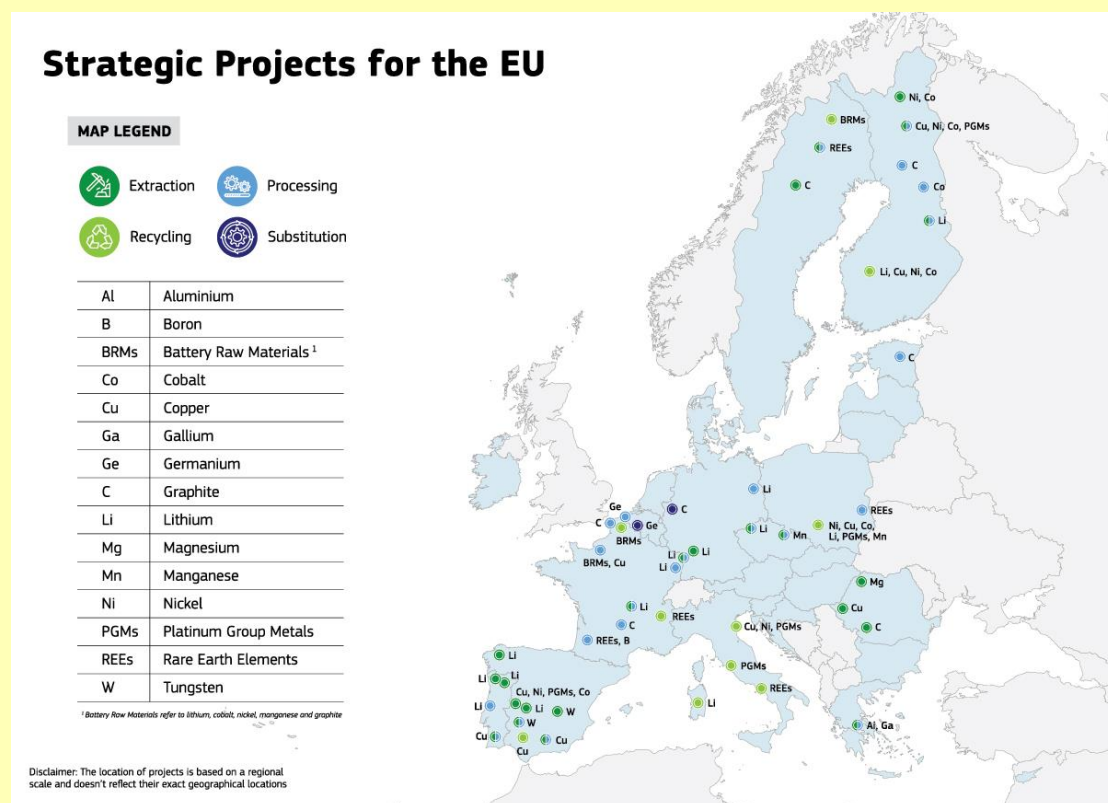 Strategic Projects for the EU
MAP LEGEND
Extraction
Processing
Recycling
Substitution
Al Aluminium
B Boron
BRMs Battery Raw Materials ¹
Co Cobalt
Cu Copper
Ga Gallium
Ge Germanium
C Graphite
Li Lithium
Mg Magnesium
Mn Manganese
Ni Nickel
PGMs Platinum Group Metals
REEs Rare Earth Elements
W Tungsten
¹ Battery Raw Materials refer to lithium, cobalt, nickel, manganese and graphite
Disclaimer: The location of projects is based on a regional
scale and doesn't reflect their exact geographical locations
Ni, Co
BRMs
Cu, Ni, Co, PGMs
REEs
C
C
Co
Li
Li, Cu, Ni, Co
C
Li
Ge
C
REEs
C
Ge
BRMs
Li
Mn
Ni, Cu, Co,
Li, PGMs, Mn
BRMs, Cu
Li
Li
Li
Mg
Li
Cu
REEs
C
C
Cu, Ni, PGMs
REEs, B
Li
PGMs
Li
Li
REEs
Cu, Ni, PGMs, Co
Li
Li
Li
W
W
Al, Ga
Cu
Cu
Cu